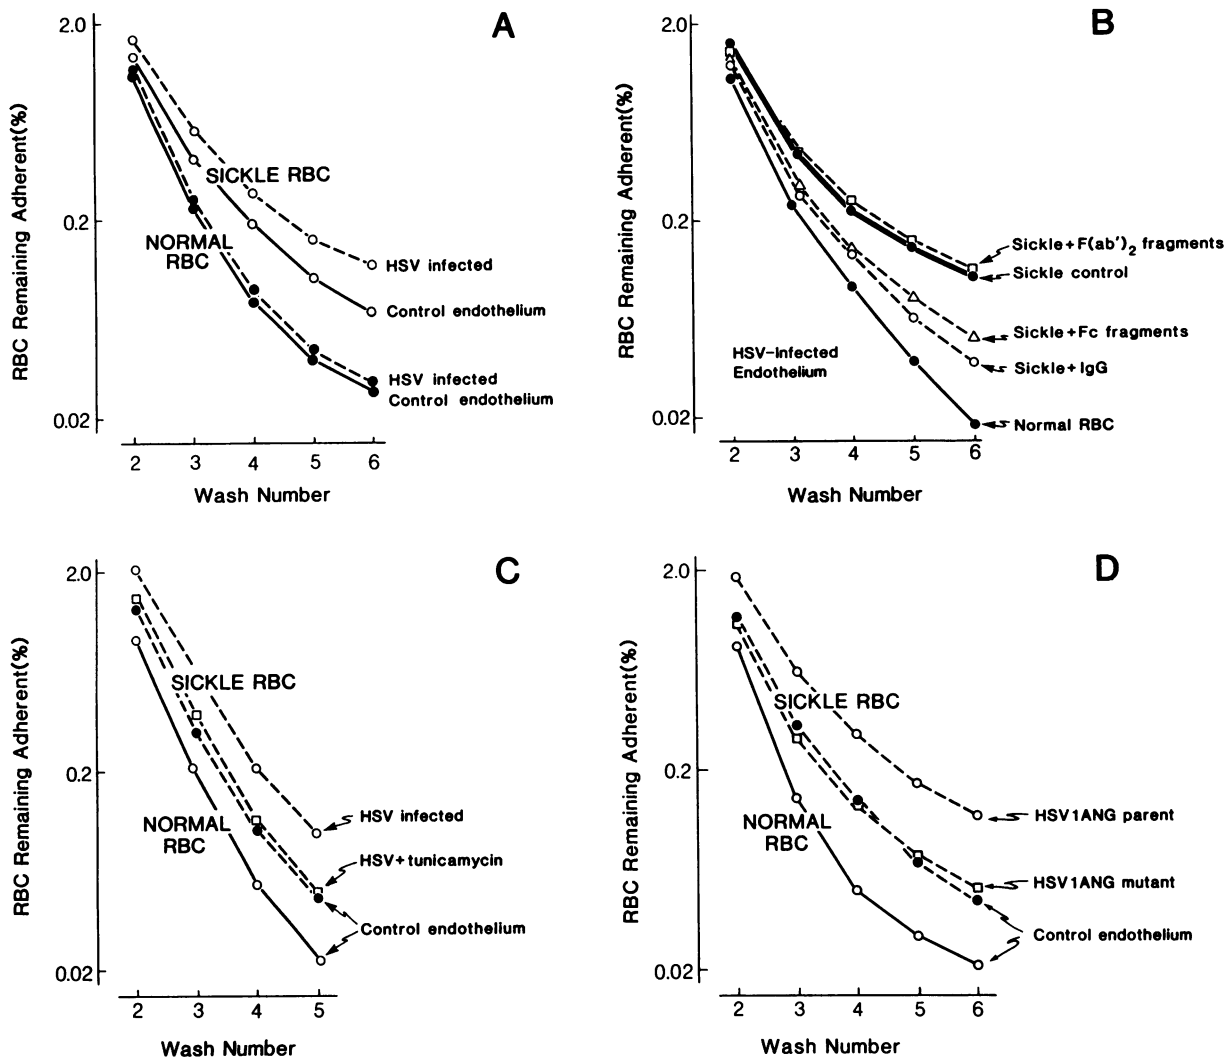 A
2.0
0.2
0.02
RBC Remaining Adherent(%)
SICKLE RBC
NORMAL
RBC
HSV infected
Control endothelium
HSV infected
Control endothelium
2 3 4 5 6
Wash Number
B
2.0
0.2
0.02
RBC Remaining Adherent(%)
Sickle+F(ab')2 fragments
Sickle control
Sickle+Fc fragments
Sickle+IgG
Normal RBC
HSV-Infected
Endothelium
2 3 4 5 6
Wash Number
C
2.0
0.2
0.02
RBC Remaining Adherent(%)
SICKLE RBC
NORMAL
RBC
HSV infected
HSV+tunicamycin
Control endothelium
2 3 4 5
Wash Number
D
2.0
0.2
0.02
RBC Remaining Adherent(%)
SICKLE RBC
NORMAL
RBC
HSV1ANG parent
HSV1ANG mutant
Control endothelium
2 3 4 5 6
Wash Number